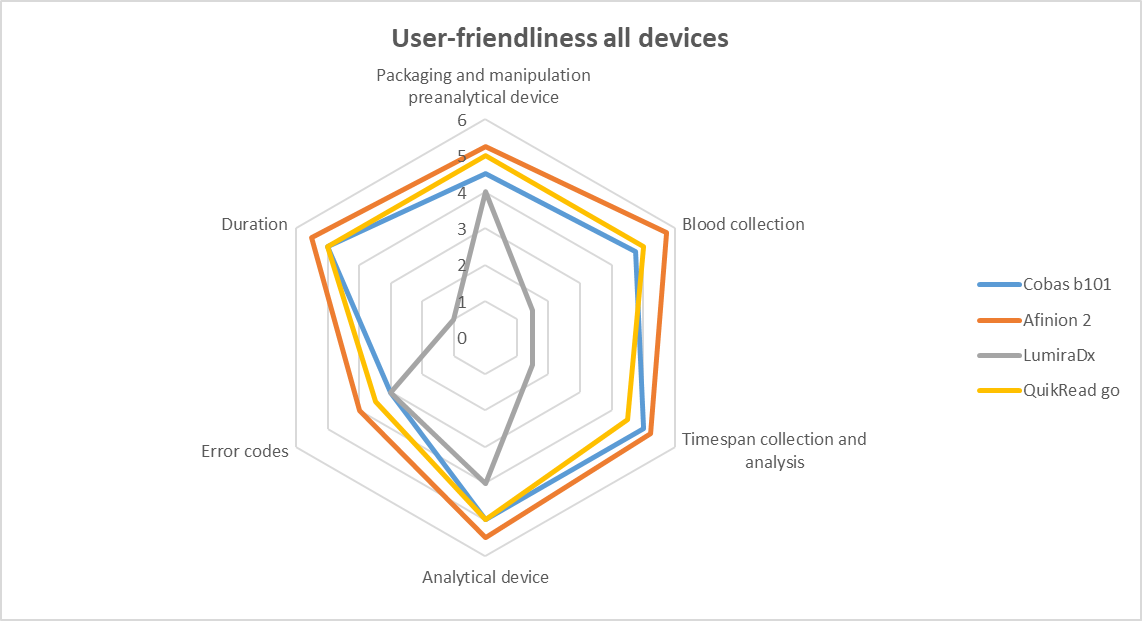 User-friendliness all devices
Packaging and manipulation
preanalytical device
6
5
4
3
2
1
0
Duration
Blood collection
Error codes
Timespan collection and
analysis
Analytical device
Cobas b101
Afinion 2
LumiraDx
QuikRead go